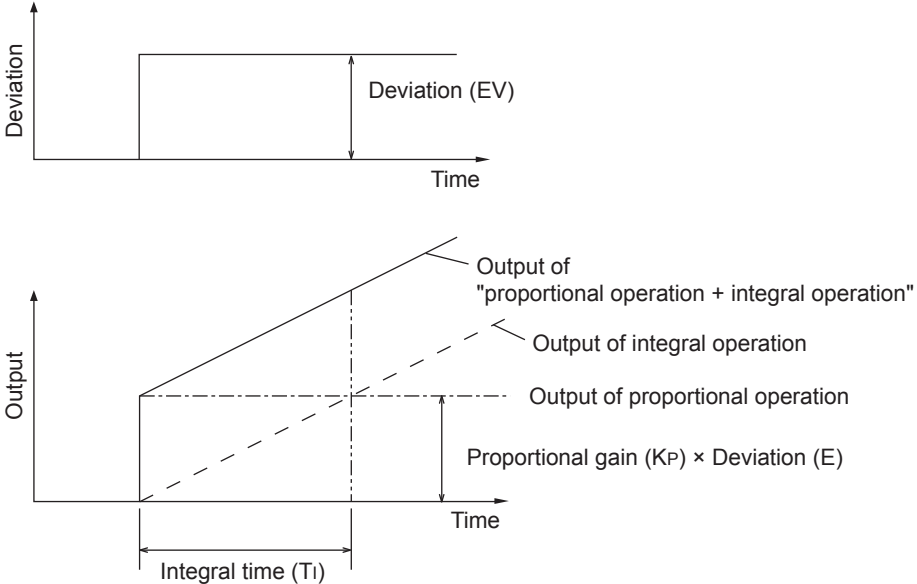 Deviation
Deviation (EV)
Time
Output of
"proportional operation + integral operation"
Output of integral operation
Output
Output of proportional operation
Proportional gain (KP) × Deviation (E)
Time
Integral time (TI)